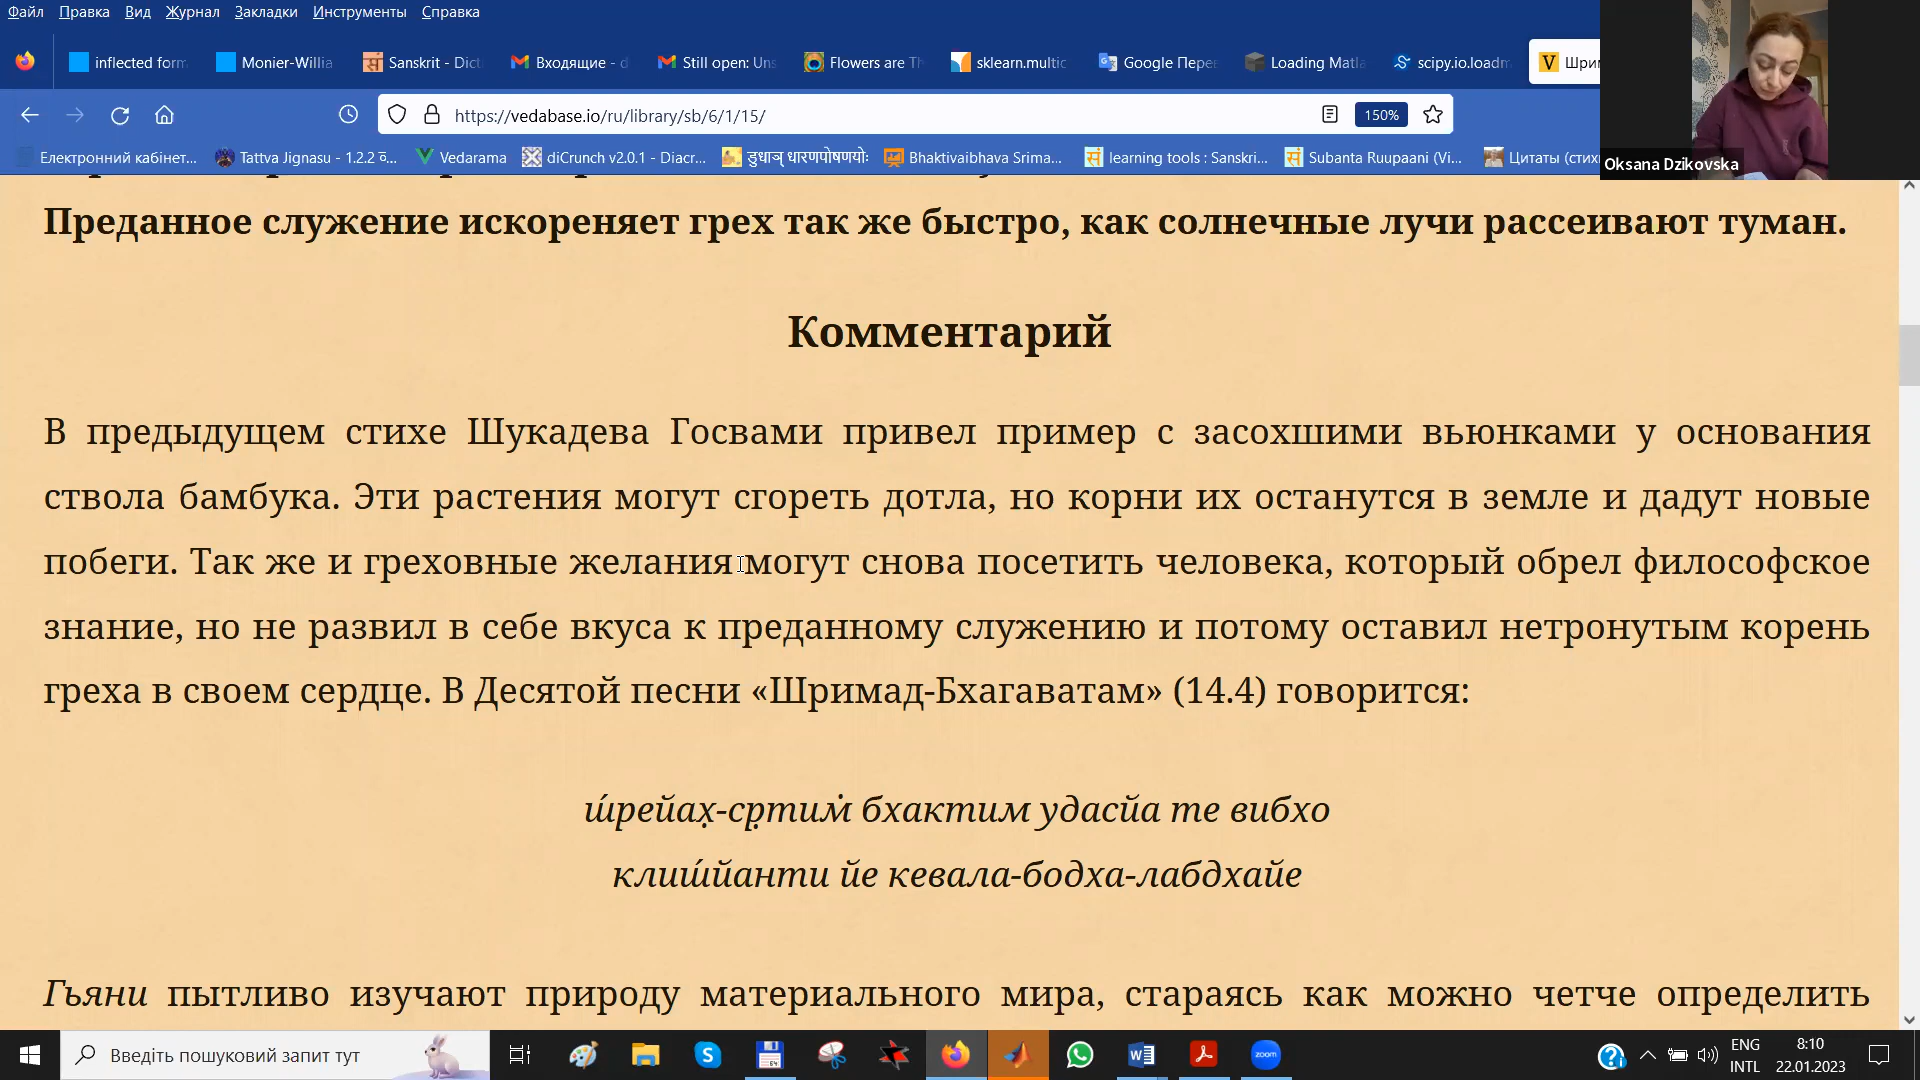 Файл Правка Вид Журнал Закладки Инструменты Справка
inflected form Monier-Willia Sanskrit - Dict Входящие - d Still open: Uns Flowers are Th sklearn.multic Google Пере Loading Matla scipy.io.loadm Шрим
https://vedabase.io/ru/library/sb/6/1/15/ 150%
Електронний кабінет... Tattva Jignasu - 1.2.2 ... Vedarama diCrunch v2.0.1 - Diacr... डुधाञ् धारणपोषणयोः Bhaktivaibhava Srima... learning tools : Sanskri... Subanta Ruupaani (Vi... Цитаты (стих
Oksana Dzikovska
Преданное служение искореняет грех так же быстро, как солнечные лучи рассеивают туман.
Комментарий
В предыдущем стихе Шукадева Госвами привел пример с засохшими вьюнками у основания
ствола бамбука. Эти растения могут сгореть дотла, но корни их останутся в земле и дадут новые
побеги. Так же и греховные желания могут снова посетить человека, который обрел философское
знание, но не развил в себе вкуса к преданному служению и потому оставил нетронутым корень
греха в своем сердце. В Десятой песни «Шримад-Бхагаватам» (14.4) говорится:
ш́рейах̣-ср̣тим̇ бхактим удасйа те вибхо
клиш́йанти йе кевала-бодха-лабдхайе
Гьяни пытливо изучают природу материального мира, стараясь как можно четче определить
Введіть пошуковий запит тут
ENG
INTL
8:10
22.01.2023
zoom